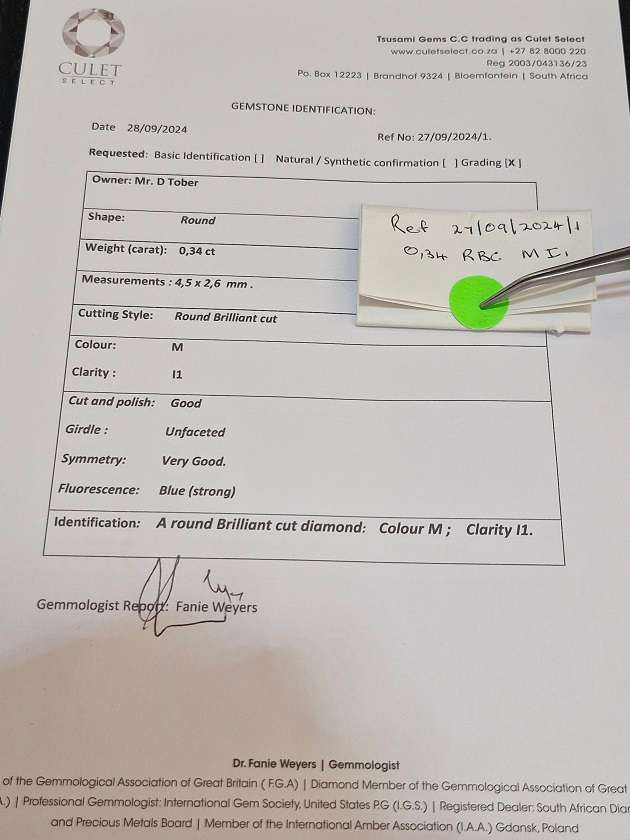 Tsusami Gems C.C trading as Culet Select
www.culetselect.co.za | +27 82 8000 220
Reg 2003/043136/23
Po. Box 12223 | Brandhof 9324 | Bloemfontein | South Africa
CULET
SELECT
GEMSTONE IDENTIFICATION:
Date 28/09/2024
Ref No: 27/09/2024/1.
Requested: Basic Identification [ ] Natural / Synthetic confirmation [ ] Grading [X]
Owner: Mr. D Tober
Shape: Round
Weight (carat): 0,34 ct
Measurements : 4,5 x 2,6 mm .
Cutting Style: Round Brilliant cut
Colour: M
Clarity : I1
Cut and polish: Good
Girdle : Unfaceted
Symmetry: Very Good.
Fluorescence: Blue (strong)
Identification: A round Brilliant cut diamond: Colour M ; Clarity I1.
Ref 27/09/2024/1
0,34 RBC M I1
Gemmologist Report: Fanie Weyers
Dr. Fanie Weyers | Gemmologist
of the Gemmological Association of Great Britain ( F.G.A) | Diamond Member of the Gemmological Association of Great
A.) | Professional Gemmologist: International Gem Society, United States P.G (I.G.S.) | Registered Dealer: South African Diar
and Precious Metals Board | Member of the International Amber Association (I.A.A.) Gdansk, Poland